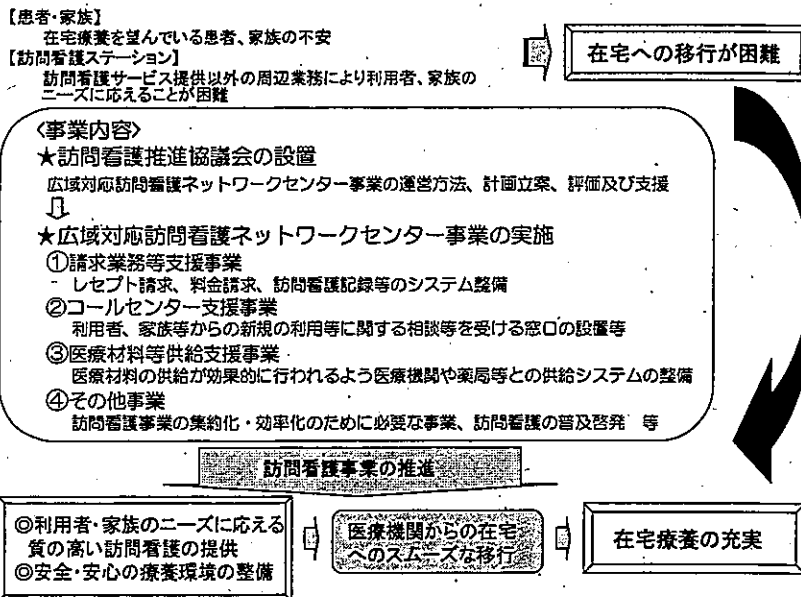 【患者・家族】
在宅療養を望んでいる患者、家族の不安
【訪問看護ステーション】
訪問看護サービス提供以外の周辺業務により利用者、家族の
ニーズに応えることが困難
在宅への移行が困難
〈事業内容〉
★訪問看護推進協議会の設置
広域対応訪問看護ネットワークセンター事業の運営方法、計画立案、評価及び支援
★広域対応訪問看護ネットワークセンター事業の実施
①請求業務等支援事業
レセプト請求、料金請求、訪問看護記録等のシステム整備
②コールセンター支援事業
利用者、家族等からの新規の利用等に関する相談等を受ける窓口の設置等
③医療材料等供給支援事業
医療材料の供給が効果的に行われるよう医療機関や薬局等との供給システムの整備
④その他事業
訪問看護事業の集約化・効率化のために必要な事業、訪問看護の普及啓発 等
訪問看護事業の推進
◎利用者・家族のニーズに応える
質の高い訪問看護の提供
◎安全・安心の療養環境の整備
医療機関からの在宅
へのスムーズな移行
在宅療養の充実